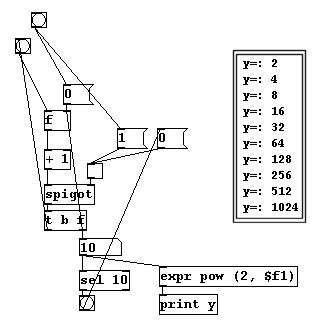 0
f
1
0
+ 1
spigot
t b f
10
sel 10
expr pow (2, $f1)
print y
y=: 2
y=: 4
y=: 8
y=: 16
y=: 32
y=: 64
y=: 128
y=: 256
y=: 512
y=: 1024